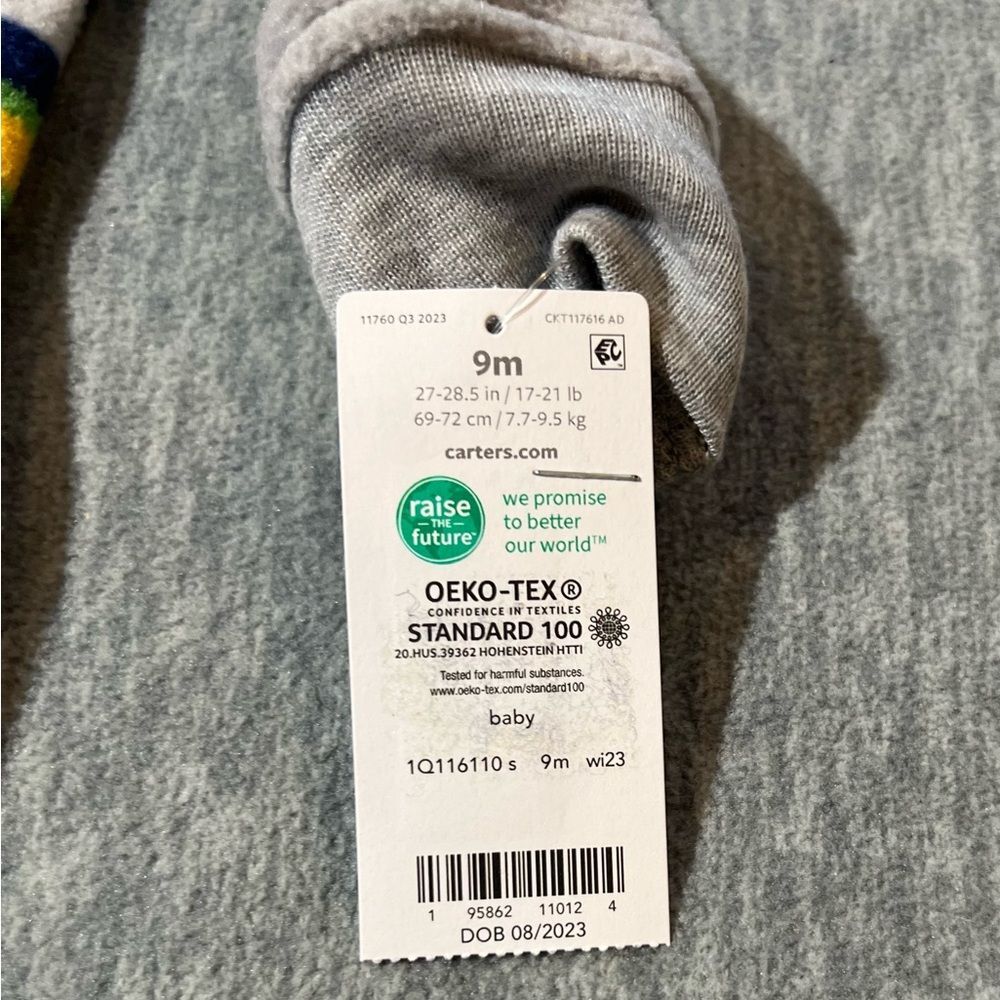 11760 Q3 2023 CKT117616 AD
9m EPC™
27-28.5 in / 17-21 lb
69-72 cm / 7.7-9.5 kg
carters.com
raise
THE
future™
we promise
to better
our world™
OEKO-TEX®
CONFIDENCE IN TEXTILES
STANDARD 100
20.HUS.39362 HOHENSTEIN HTTI
Tested for harmful substances.
www.oeko-tex.com/standard100
baby
1Q116110 s 9m wi23
1 95862 11012 4
DOB 08/2023